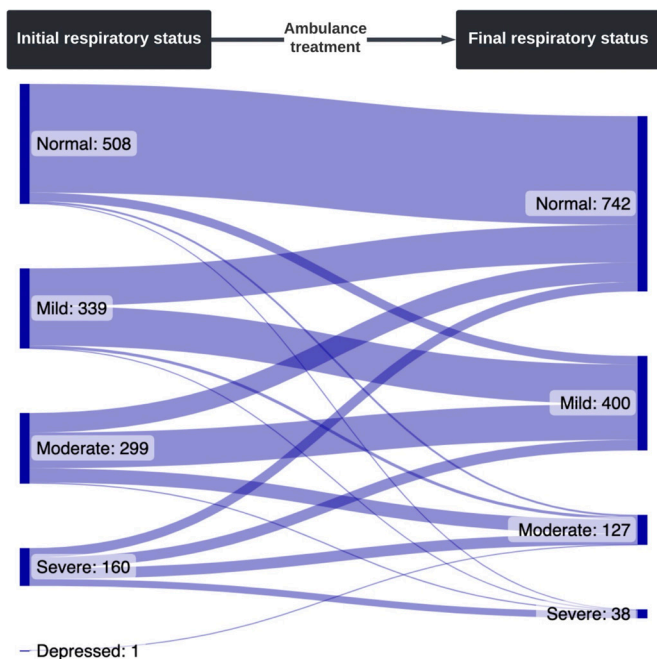 Initial respiratory status
Ambulance
treatment
Final respiratory status
Normal: 508
Normal: 742
Mild: 339
Mild: 400
Moderate: 299
Moderate: 127
Severe: 160
Severe: 38
Depressed: 1